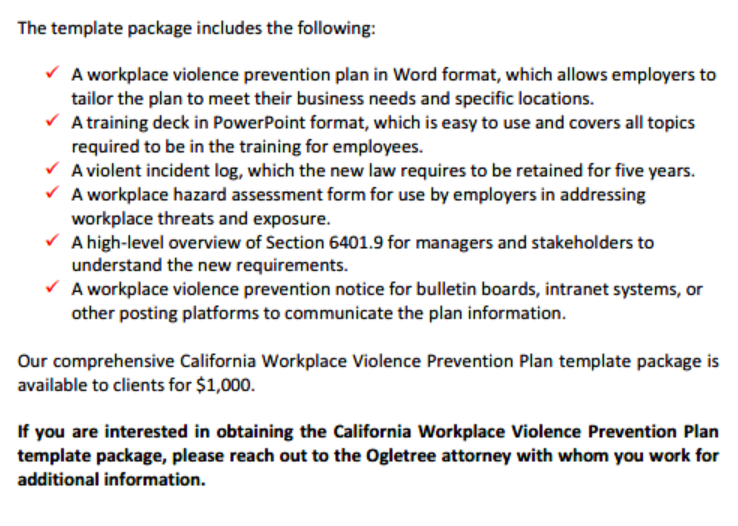 The template package includes the following:
✓ A workplace violence prevention plan in Word format, which allows employers to
tailor the plan to meet their business needs and specific locations.
✓ A training deck in PowerPoint format, which is easy to use and covers all topics
required to be in the training for employees.
✓ A violent incident log, which the new law requires to be retained for five years.
✓ A workplace hazard assessment form for use by employers in addressing
workplace threats and exposure.
✓ A high-level overview of Section 6401.9 for managers and stakeholders to
understand the new requirements.
✓ A workplace violence prevention notice for bulletin boards, intranet systems, or
other posting platforms to communicate the plan information.
Our comprehensive California Workplace Violence Prevention Plan template package is
available to clients for $1,000.
If you are interested in obtaining the California Workplace Violence Prevention Plan
template package, please reach out to the Ogletree attorney with whom you work for
additional information.